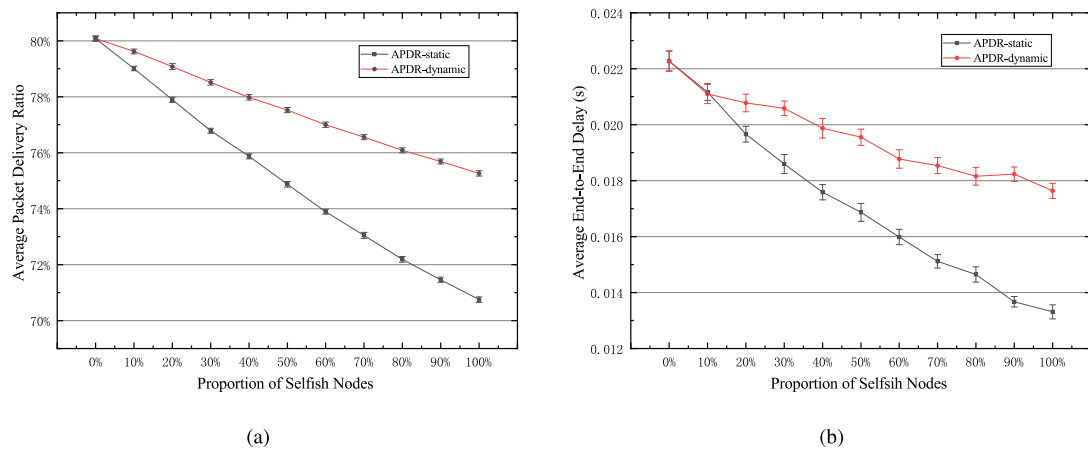 80%
78%
76%
74%
72%
70%
Average Packet Delivery Ratio
APDR-static
APDR-dynamic
0% 10% 20% 30% 40% 50% 60% 70% 80% 90% 100%
Proportion of Selfish Nodes
(a)
0.024
0.022
0.020
0.018
0.016
0.014
0.012
Average End-to-End Delay (s)
APDR-static
APDR-dynamic
0% 10% 20% 30% 40% 50% 60% 70% 80% 90% 100%
Proportion of Selfsih Nodes
(b)